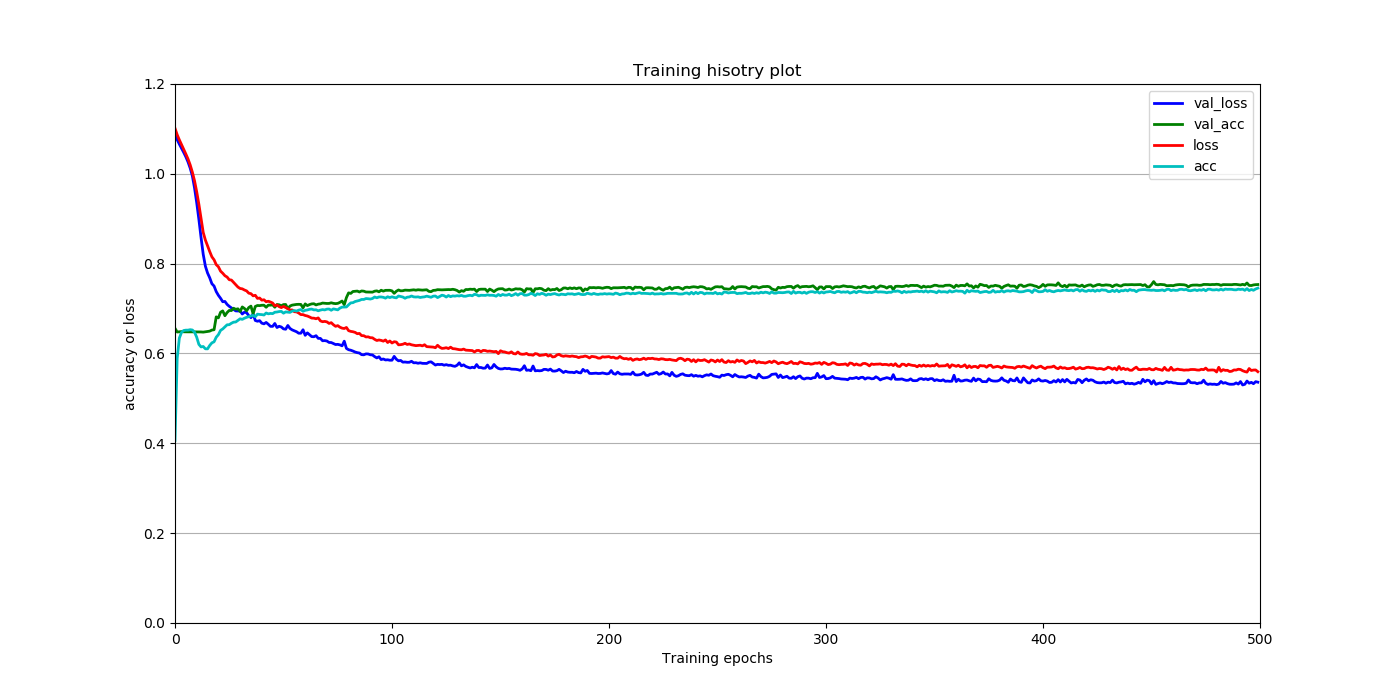 Training hisotry plot
1.2
1.0
0.8
0.6
0.4
0.2
0.0
accuracy or loss
val_loss
val_acc
loss
acc
0 100 200 300 400 500
Training epochs